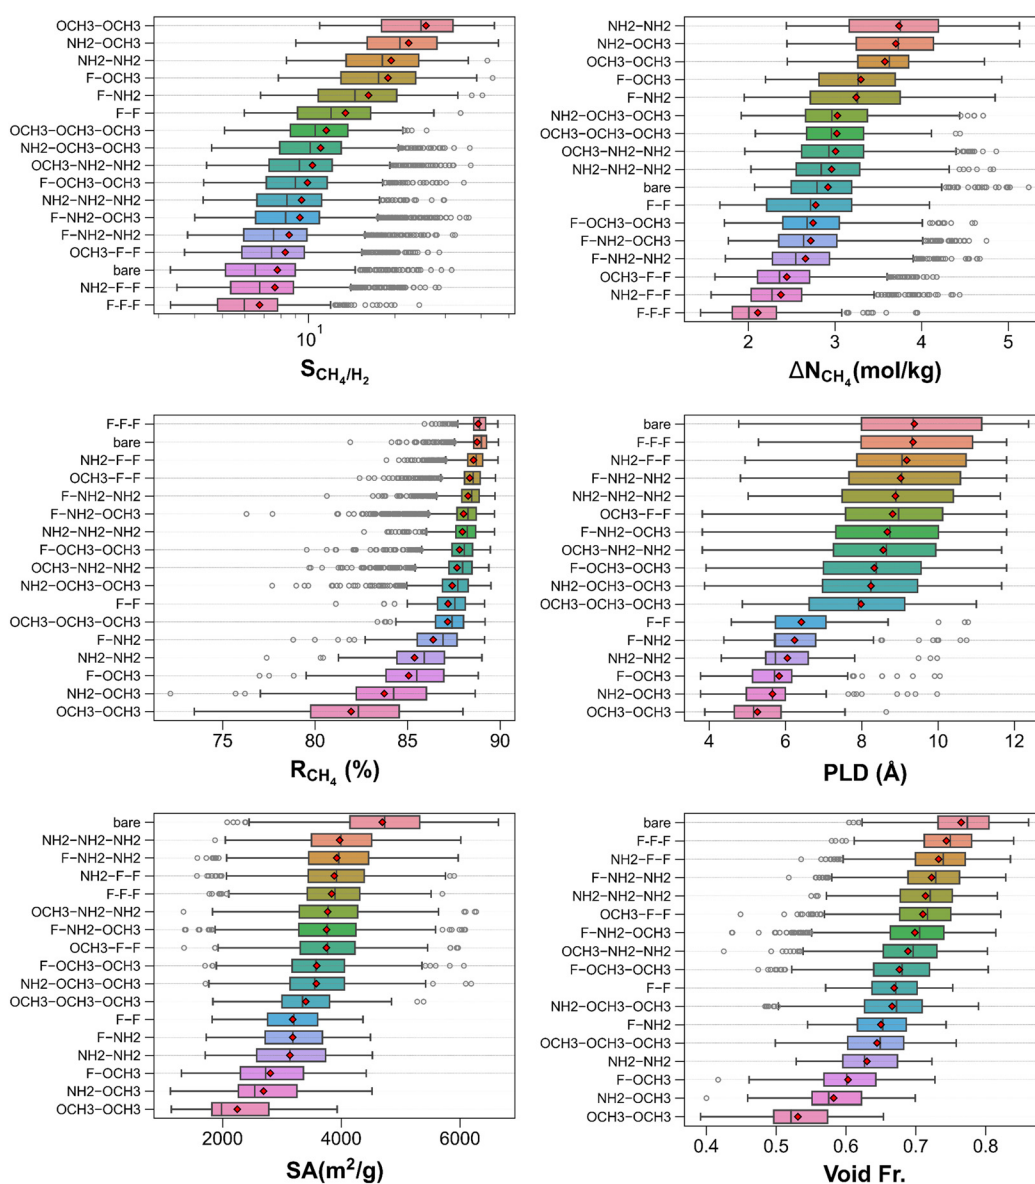 OCH3-OCH3
NH2-OCH3
NH2-NH2
F-OCH3
F-NH2
F-F
OCH3-OCH3-OCH3
NH2-OCH3-OCH3
OCH3-NH2-NH2
F-OCH3-OCH3
NH2-NH2-NH2
F-NH2-OCH3
F-NH2-NH2
OCH3-F-F
bare
NH2-F-F
F-F-F
10¹
S_CH₄/H₂
NH2-NH2
NH2-OCH3
OCH3-OCH3
F-OCH3
F-NH2
NH2-OCH3-OCH3
OCH3-OCH3-OCH3
OCH3-NH2-NH2
NH2-NH2-NH2
bare
F-F
F-OCH3-OCH3
F-NH2-OCH3
F-NH2-NH2
OCH3-F-F
NH2-F-F
F-F-F
2 3 4 5
ΔN_CH₄(mol/kg)
F-F-F
bare
NH2-F-F
OCH3-F-F
F-NH2-NH2
F-NH2-OCH3
NH2-NH2-NH2
F-OCH3-OCH3
OCH3-NH2-NH2
NH2-OCH3-OCH3
F-F
OCH3-OCH3-OCH3
F-NH2
NH2-NH2
F-OCH3
NH2-OCH3
OCH3-OCH3
75 80 85 90
R_CH₄ (%)
bare
F-F-F
NH2-F-F
F-NH2-NH2
NH2-NH2-NH2
OCH3-F-F
F-NH2-OCH3
OCH3-NH2-NH2
F-OCH3-OCH3
NH2-OCH3-OCH3
OCH3-OCH3-OCH3
F-F
F-NH2
NH2-NH2
F-OCH3
NH2-OCH3
OCH3-OCH3
4 6 8 10 12
PLD (Å)
bare
NH2-NH2-NH2
F-NH2-NH2
NH2-F-F
F-F-F
OCH3-NH2-NH2
F-NH2-OCH3
OCH3-F-F
F-OCH3-OCH3
NH2-OCH3-OCH3
OCH3-OCH3-OCH3
F-F
F-NH2
NH2-NH2
F-OCH3
NH2-OCH3
OCH3-OCH3
2000 4000 6000
SA(m²/g)
bare
F-F-F
NH2-F-F
F-NH2-NH2
NH2-NH2-NH2
OCH3-F-F
F-NH2-OCH3
OCH3-NH2-NH2
F-OCH3-OCH3
F-F
NH2-OCH3-OCH3
F-NH2
OCH3-OCH3-OCH3
NH2-NH2
F-OCH3
NH2-OCH3
OCH3-OCH3
0.4 0.5 0.6 0.7 0.8
Void Fr.